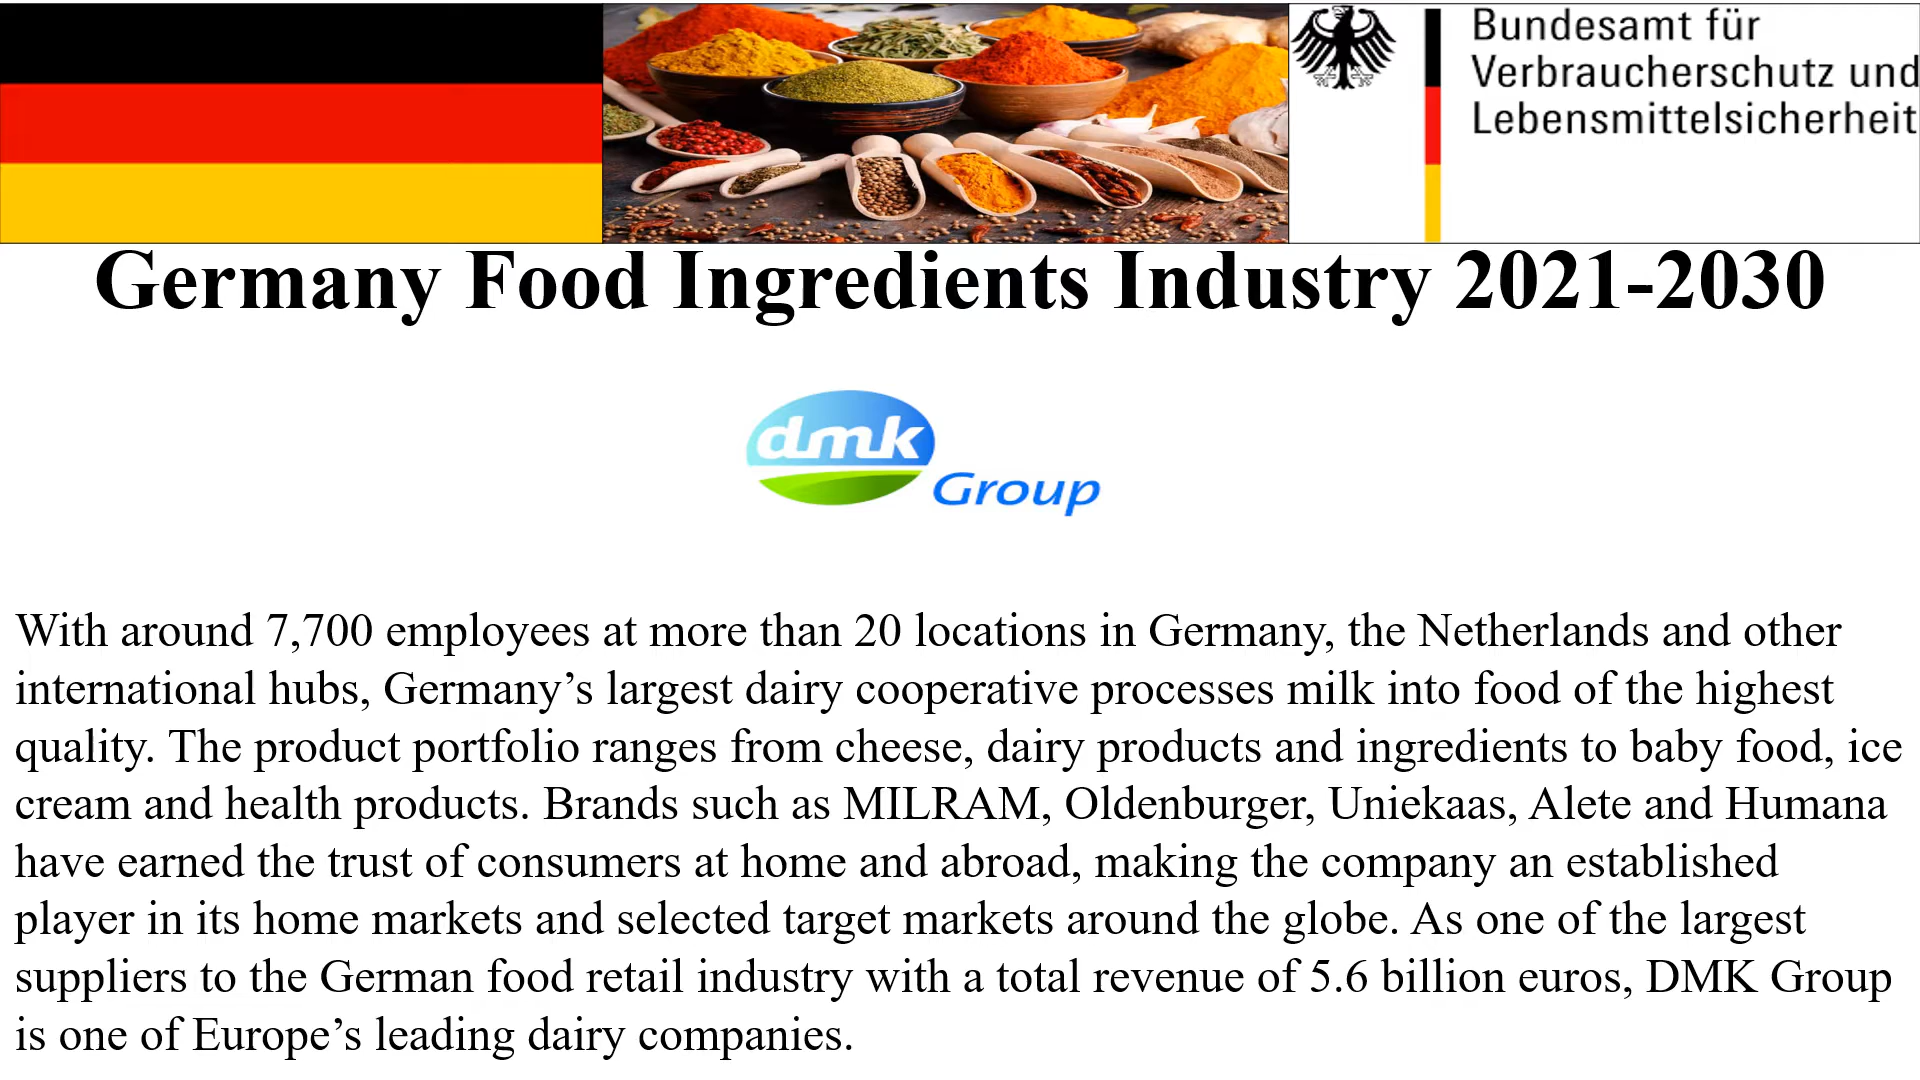 Bundesamt für
Verbraucherschutz und
Lebensmittelsicherheit
Germany Food Ingredients Industry 2021-2030
dmk
Group
With around 7,700 employees at more than 20 locations in Germany, the Netherlands and other
international hubs, Germany’s largest dairy cooperative processes milk into food of the highest
quality. The product portfolio ranges from cheese, dairy products and ingredients to baby food, ice
cream and health products. Brands such as MILRAM, Oldenburger, Uniekaas, Alete and Humana
have earned the trust of consumers at home and abroad, making the company an established
player in its home markets and selected target markets around the globe. As one of the largest
suppliers to the German food retail industry with a total revenue of 5.6 billion euros, DMK Group
is one of Europe’s leading dairy companies.